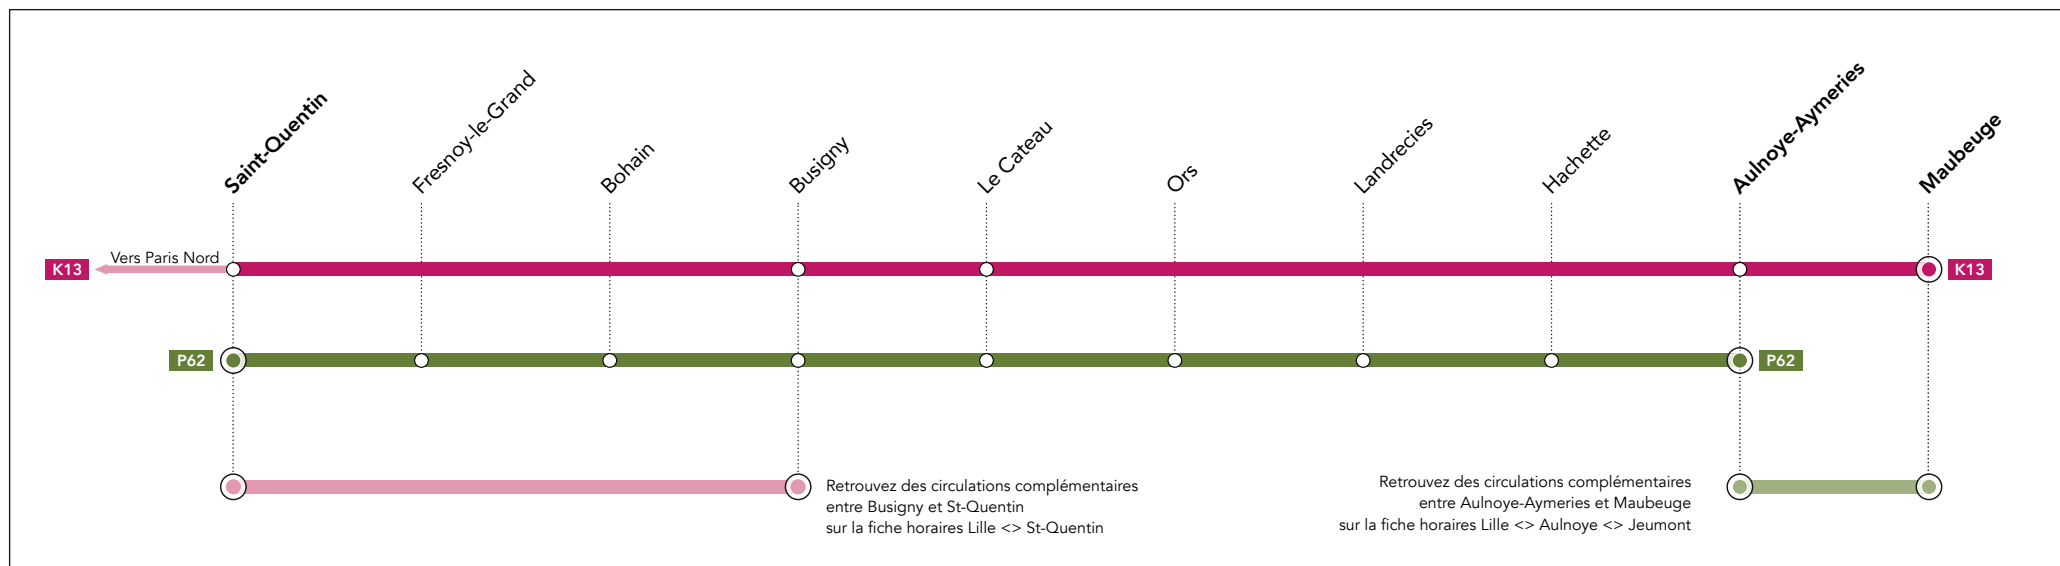 Saint-Quentin
Fresnoy-le-Grand
Bohain
Busigny
Le Cateau
Ors
Landrecies
Hachette
Aulnoye-Aymeries
Maubeuge
K13
Vers Paris Nord
K13
P62
P62
Retrouvez des circulations complémentaires
entre Busigny et St-Quentin
sur la fiche horaires Lille <> St-Quentin
Retrouvez des circulations complémentaires
entre Aulnoye-Aymeries et Maubeuge
sur la fiche horaires Lille <> Aulnoye <> Jeumont